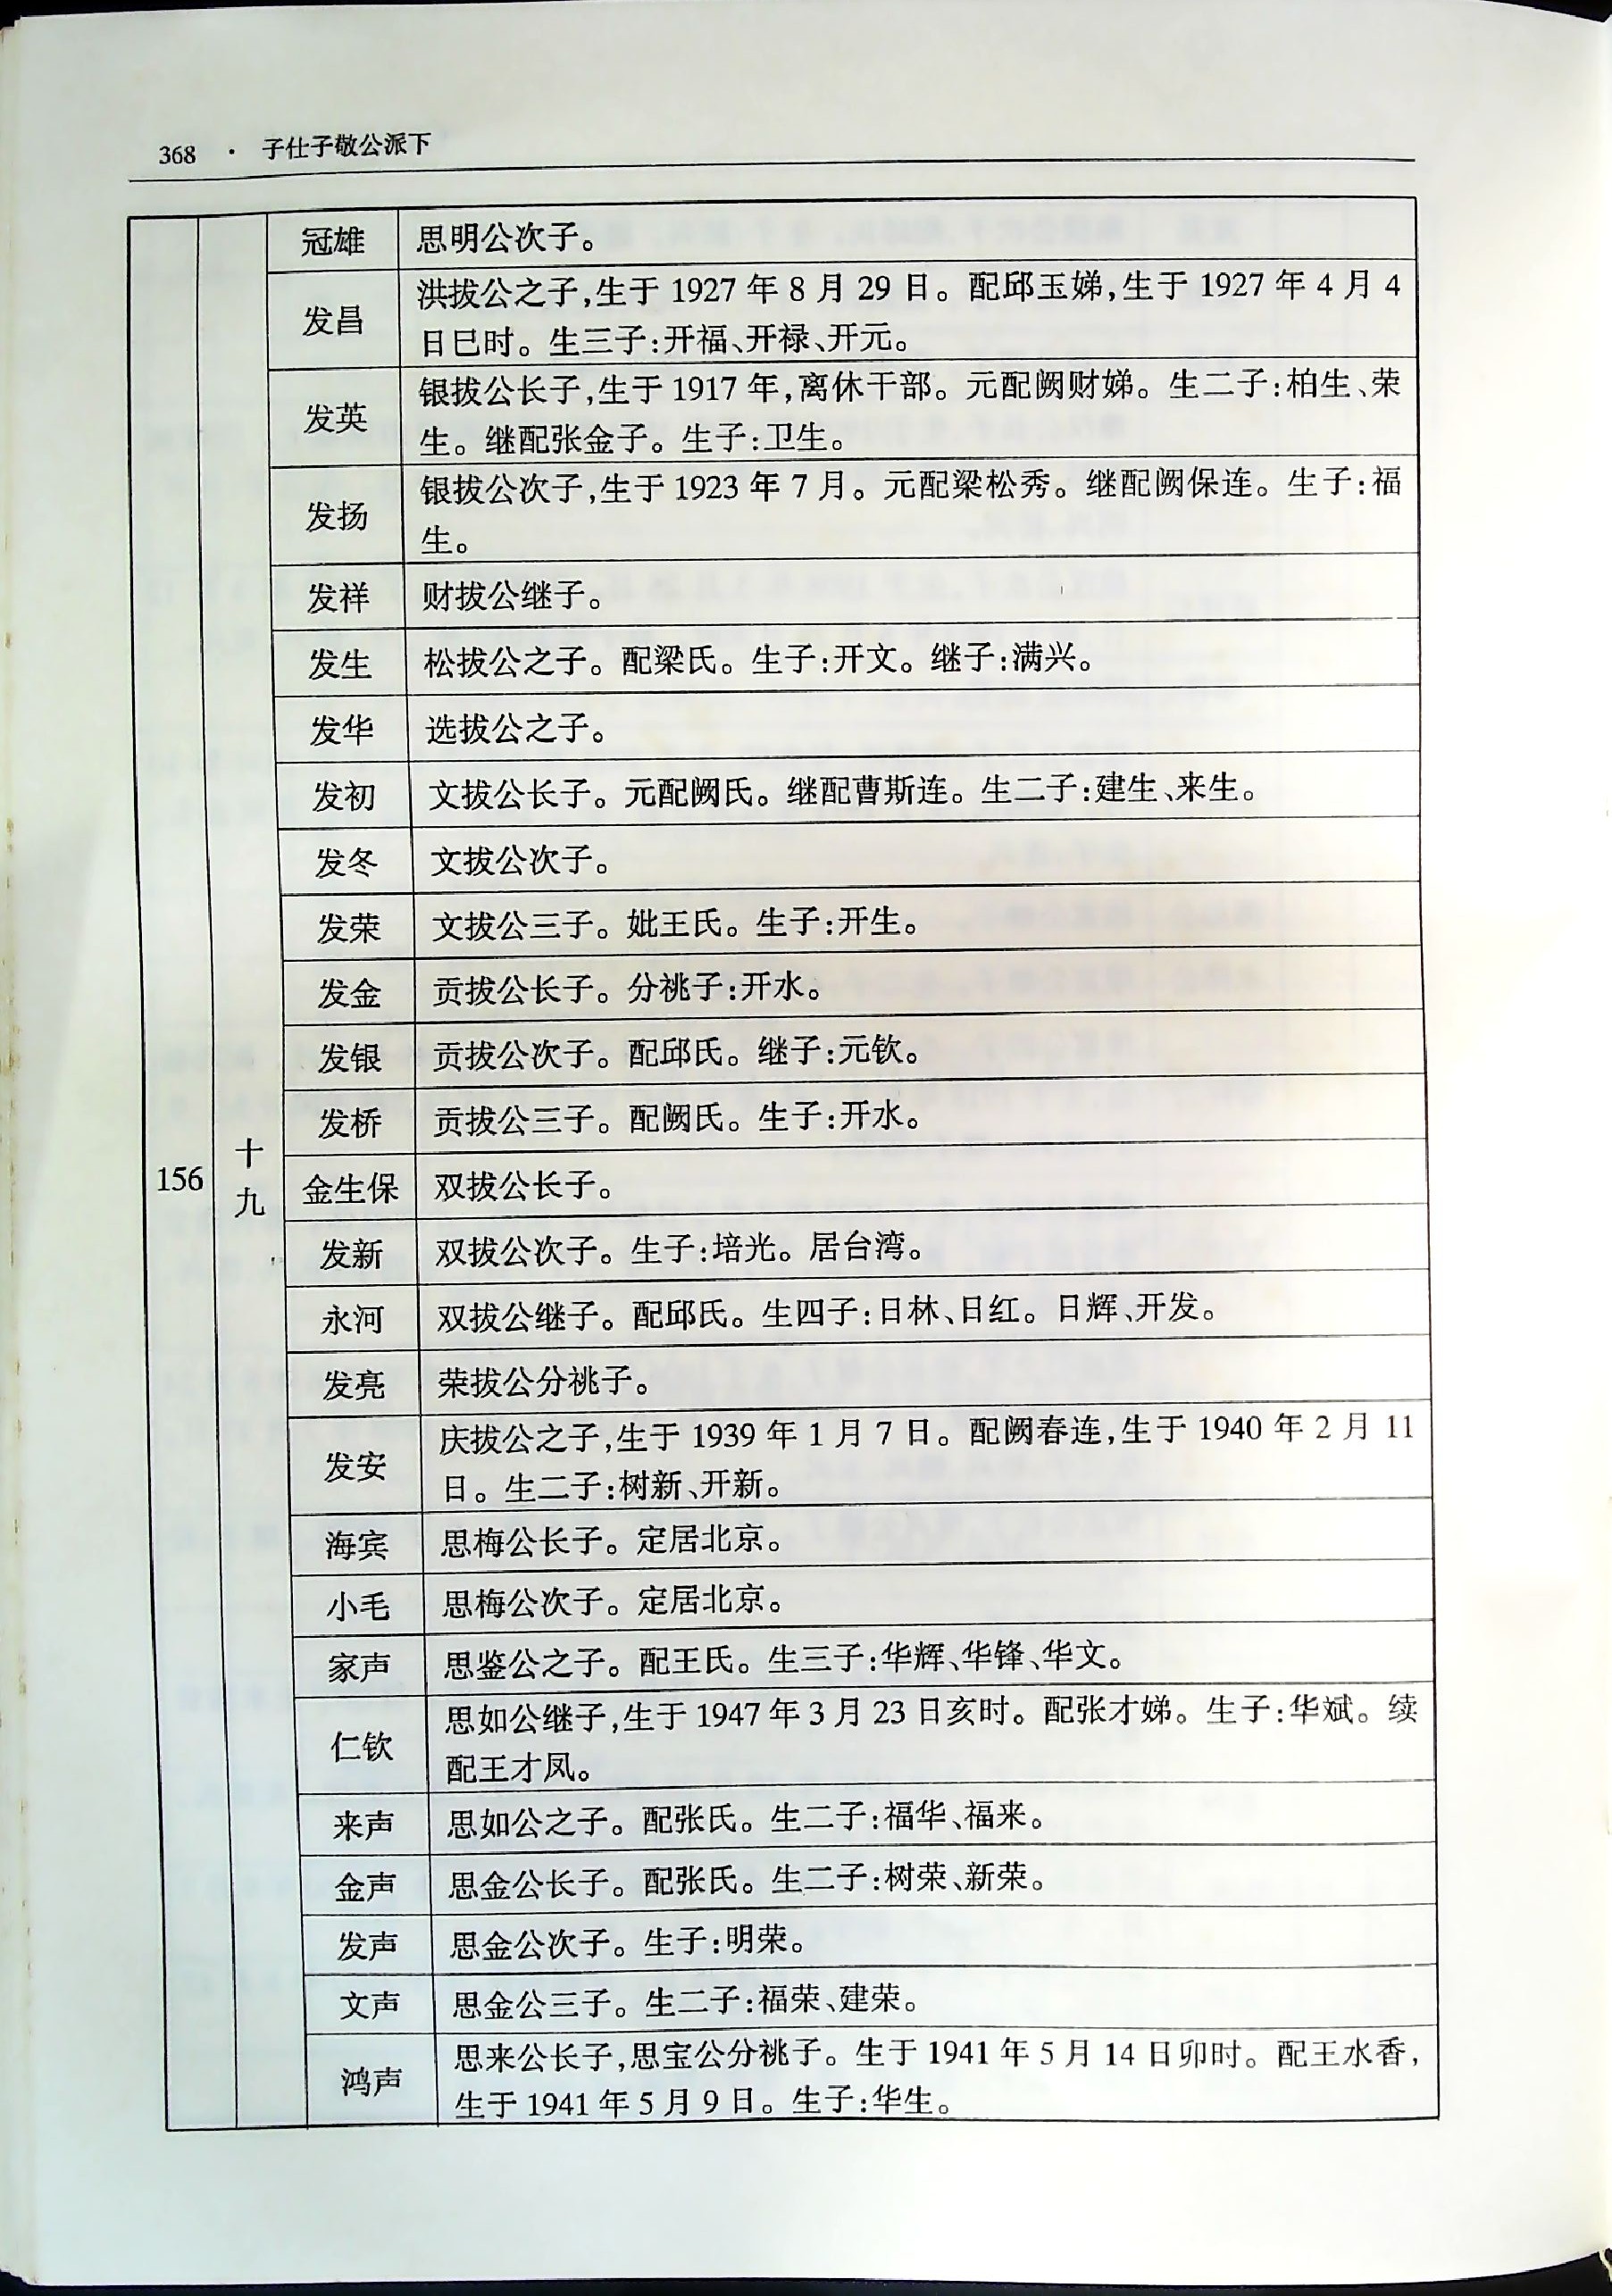 368 · 子仕子敬公派下
156
十九
冠雄 思明公次子。
发昌 洪拔公之子,生于 1927 年 8 月 29 日。配邱玉娣,生于 1927 年 4 月 4
日巳时。生三子:开福、开禄、开元。
发英 银拔公长子,生于 1917 年,离休干部。元配阙财娣。生二子:柏生、荣
生。继配张金子。生子:卫生。
发扬 银拔公次子,生于 1923 年 7 月。元配梁松秀。继配阙保连。生子:福
生。
发祥 财拔公继子。
发生 松拔公之子。配梁氏。生子:开文。继子:满兴。
发华 选拔公之子。
发初 文拔公长子。元配阙氏。继配曹斯连。生二子:建生、来生。
发冬 文拔公次子。
发荣 文拔公三子。妣王氏。生子:开生。
发金 贡拔公长子。分祧子:开水。
发银 贡拔公次子。配邱氏。继子:元钦。
发桥 贡拔公三子。配阙氏。生子:开水。
金生保 双拔公长子。
发新 双拔公次子。生子:培光。居台湾。
永河 双拔公继子。配邱氏。生四子:日林、日红。日辉、开发。
发亮 荣拔公分祧子。
发安 庆拔公之子,生于 1939 年 1 月 7 日。配阙春连,生于 1940 年 2 月 11
日。生二子:树新、开新。
海宾 思梅公长子。定居北京。
小毛 思梅公次子。定居北京。
家声 思鉴公之子。配王氏。生三子:华辉、华锋、华文。
仁钦 思如公继子,生于 1947 年 3 月 23 日亥时。配张才娣。生子:华斌。续
配王才凤。
来声 思如公之子。配张氏。生二子:福华、福来。
金声 思金公长子。配张氏。生二子:树荣、新荣。
发声 思金公次子。生子:明荣。
文声 思金公三子。生二子:福荣、建荣。
鸿声 思来公长子,思宝公分祧子。生于 1941 年 5 月 14 日卯时。配王水香,
生于 1941 年 5 月 9 日。生子:华生。